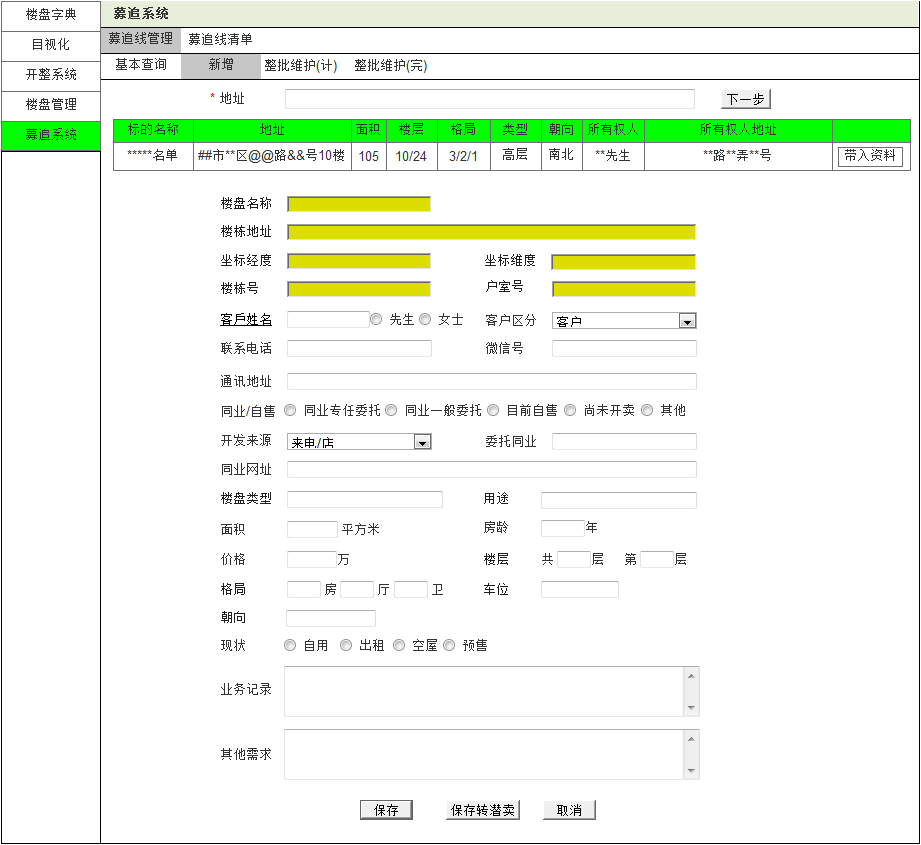 楼盘字典
目视化
开整系统
楼盘管理
募追系统
募追系统
募追线管理 募追线清单
基本查询 新增 整批维护(计) 整批维护(完)
* 地址 下一步
标的名称 地址 面积 楼层 格局 类型 朝向 所有权人 所有权人地址
*****名单 ##市**区@@路&&号10楼 105 10/24 3/2/1 高层 南北 **先生 **路**弄**号 带入资料
楼盘名称
楼栋地址
坐标经度 坐标维度
楼栋号 户室号
客戶姓名 先生 女士 客户区分 客户
联系电话 微信号
通讯地址
同业/自售 同业专任委托 同业一般委托 目前自售 尚未开卖 其他
开发来源 来电/店 委托同业
同业网址
楼盘类型 用途
面积 平方米 房龄 年
价格 万 楼层 共 层 第 层
格局 房 厅 卫 车位
朝向
现状 自用 出租 空屋 预售
业务记录
其他需求
保存 保存转潜卖 取消